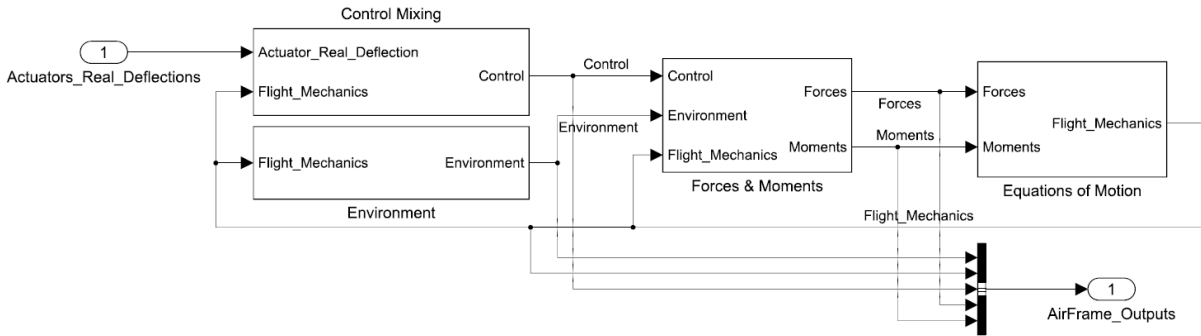 Control Mixing
1
Actuators_Real_Deflections
Actuator_Real_Deflection
Flight_Mechanics
Control
Control
Flight_Mechanics
Environment
Environment
Environment
Control
Environment
Flight_Mechanics
Forces
Moments
Forces & Moments
Forces
Moments
Forces
Moments
Flight_Mechanics
Equations of Motion
Flight_Mechanics
1
AirFrame_Outputs